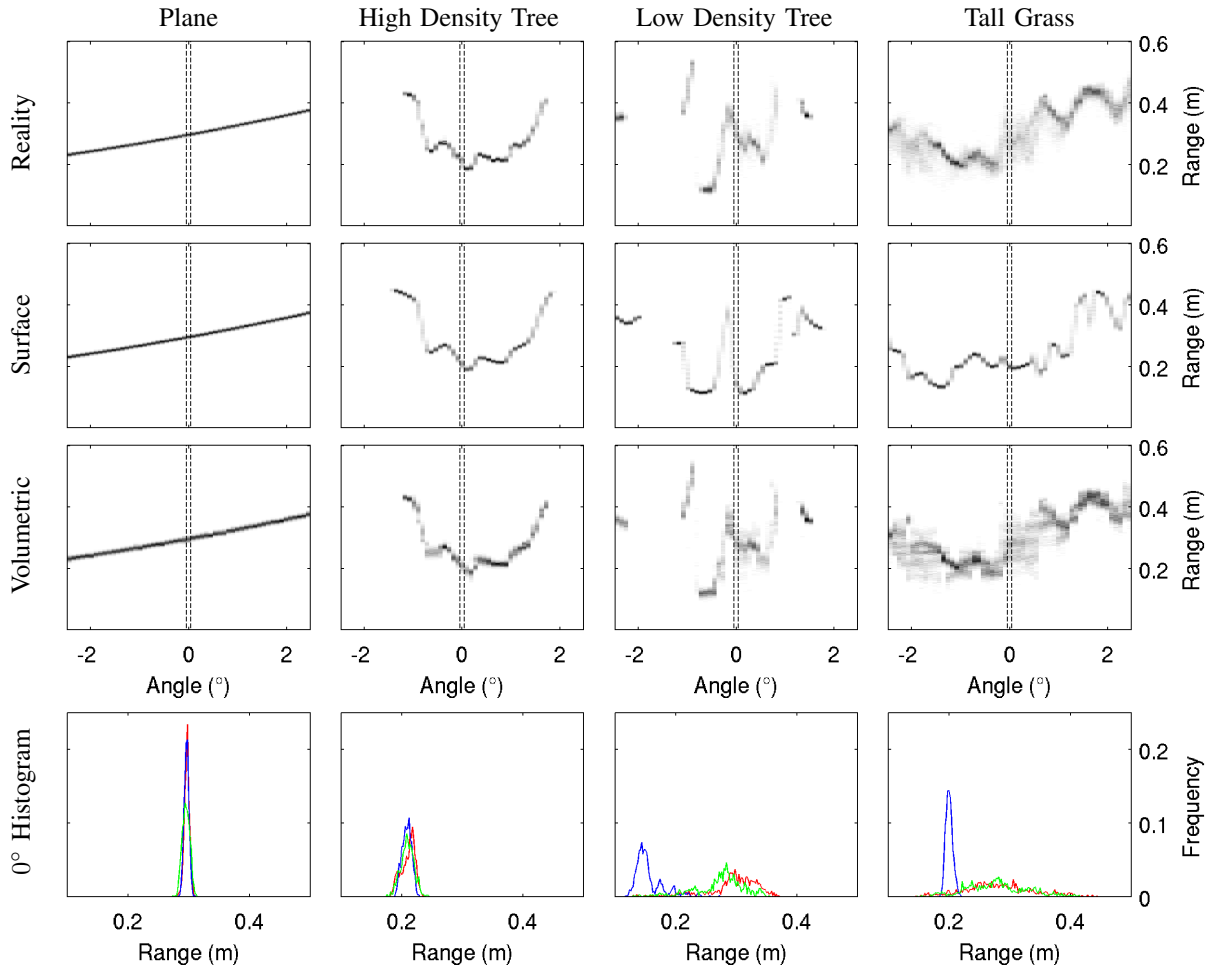 Plane High Density Tree Low Density Tree Tall Grass
Reality
0.6
0.4
0.2
Range (m)
Surface
0.6
0.4
0.2
Range (m)
Volumetric
0.6
0.4
0.2
Range (m)
-2 0 2 -2 0 2 -2 0 2 -2 0 2
Angle (°) Angle (°) Angle (°) Angle (°)
0° Histogram
0.2
0.1
0
Frequency
0.2 0.4 0.2 0.4 0.2 0.4 0.2 0.4
Range (m) Range (m) Range (m) Range (m)